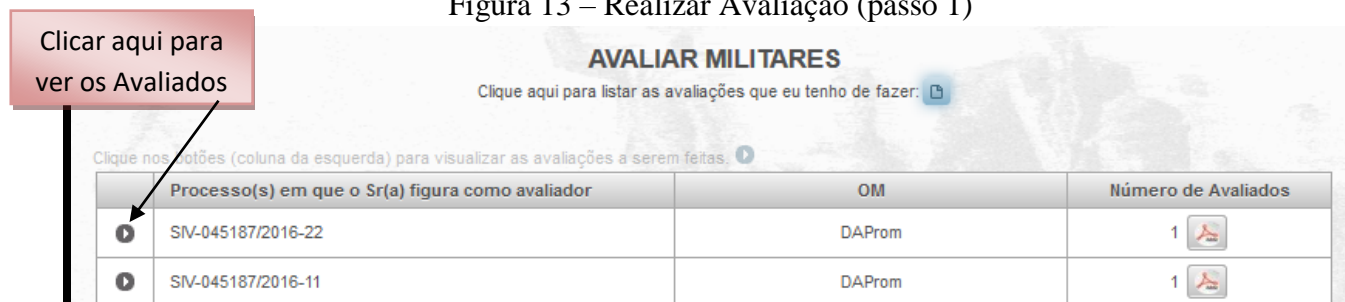 Figura 13 – Realizar Avaliação (passo 1)
Clicar aqui para
ver os Avaliados
AVALIAR MILITARES
Clique aqui para listar as avaliações que eu tenho de fazer:
Clique nos botões (coluna da esquerda) para visualizar as avaliações a serem feitas.
Processo(s) em que o Sr(a) figura como avaliador OM Número de Avaliados
SIV-045187/2016-22 DAProm 1
SIV-045187/2016-11 DAProm 1